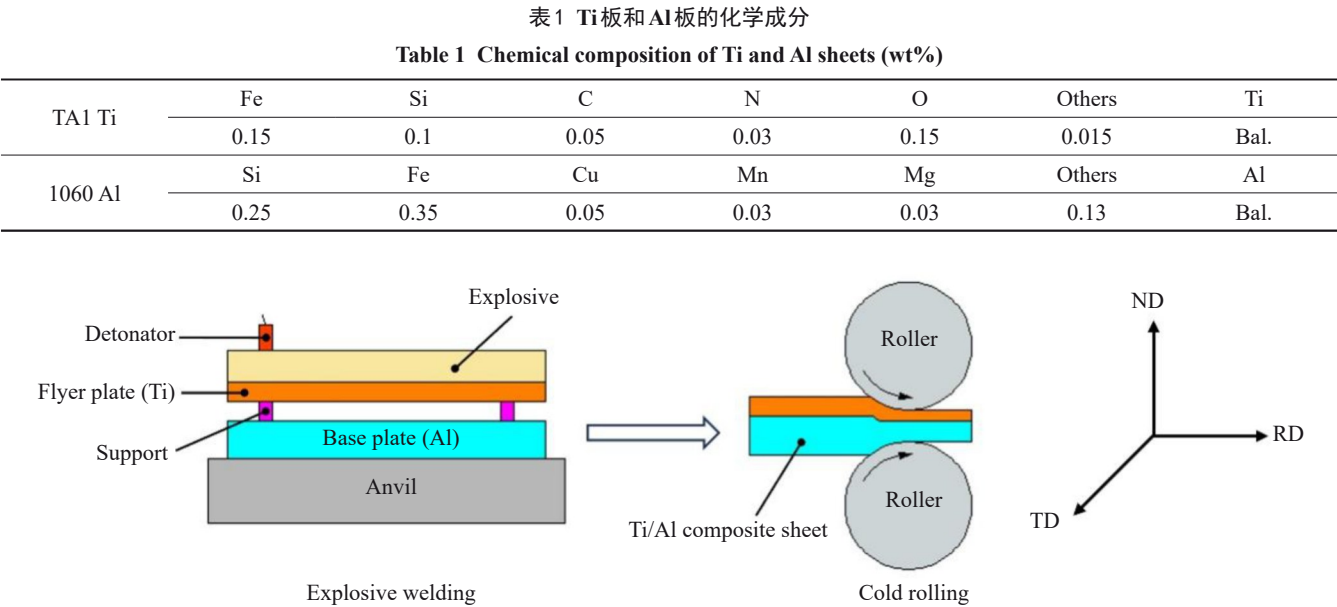 表1 Ti板和Al板的化学成分
Table 1 Chemical composition of Ti and Al sheets (wt%)
TA1 Ti Fe Si C N O Others Ti
0.15 0.1 0.05 0.03 0.15 0.015 Bal.
1060 Al Si Fe Cu Mn Mg Others Al
0.25 0.35 0.05 0.03 0.03 0.13 Bal.
Explosive
Detonator
Flyer plate (Ti)
Support
Base plate (Al)
Anvil
Explosive welding
Roller
Roller
Ti/Al composite sheet
Cold rolling
ND
RD
TD